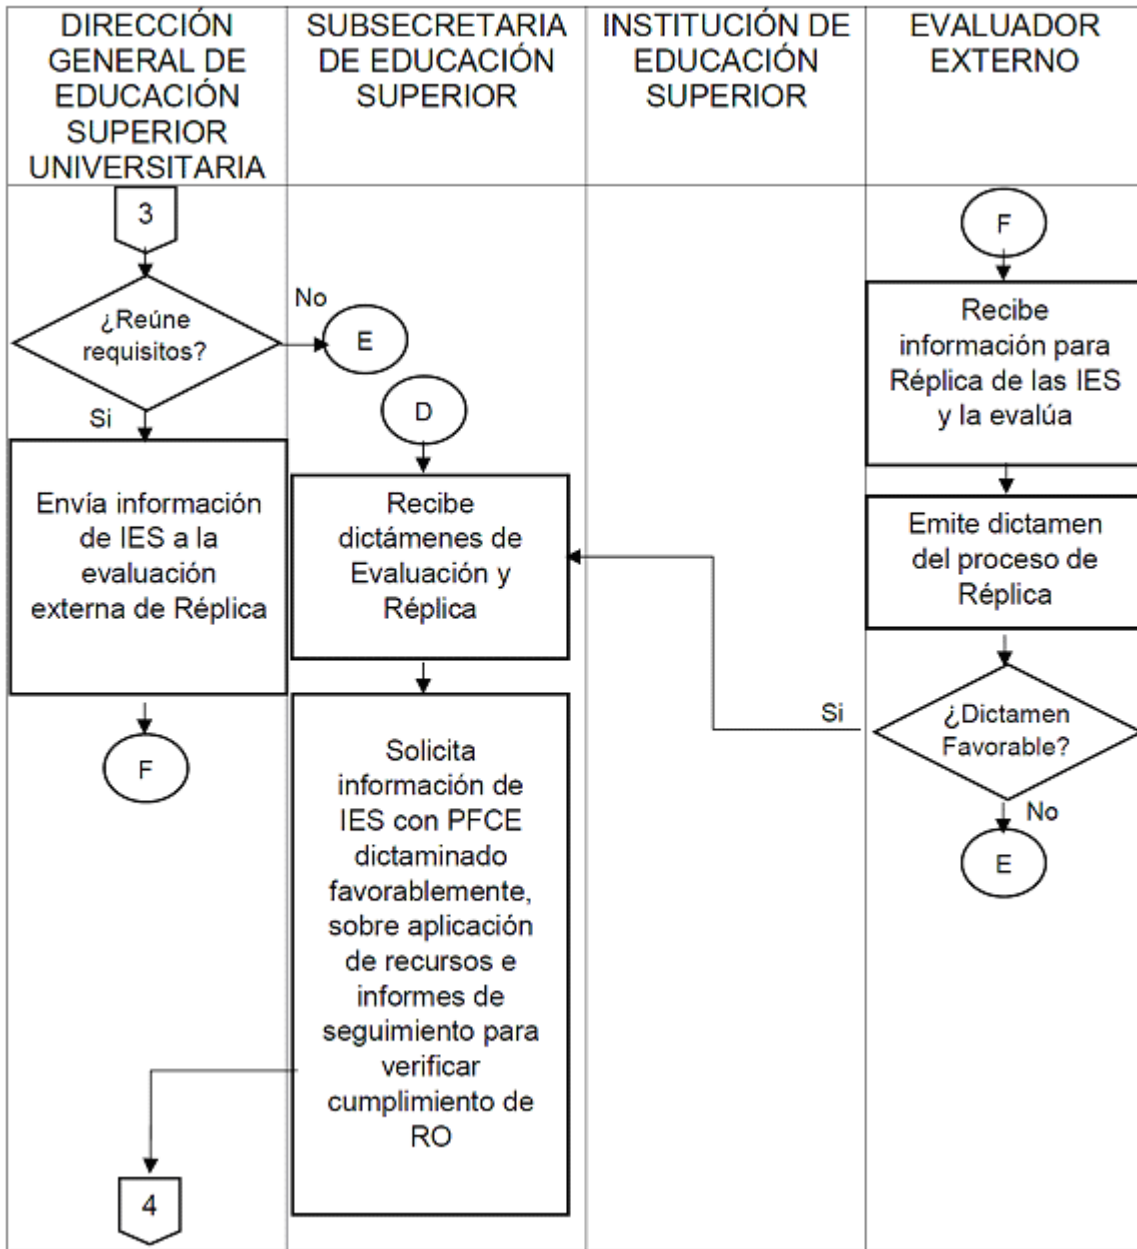 DIRECCIÓN
GENERAL DE
EDUCACIÓN
SUPERIOR
UNIVERSITARIA
SUBSECRETARIA
DE EDUCACIÓN
SUPERIOR
INSTITUCIÓN DE
EDUCACIÓN
SUPERIOR
EVALUADOR
EXTERNO
3
¿Reúne
requisitos?
No
E
Si
Envía información
de IES a la
evaluación
externa de Réplica
F
D
Recibe
dictámenes de
Evaluación y
Réplica
Solicita
información de
IES con PFCE
dictaminado
favorablemente,
sobre aplicación
de recursos e
informes de
seguimiento para
verificar
cumplimiento de
RO
4
F
Recibe
información para
Réplica de las IES
y la evalúa
Emite dictamen
del proceso de
Réplica
¿Dictamen
Favorable?
Si
No
E